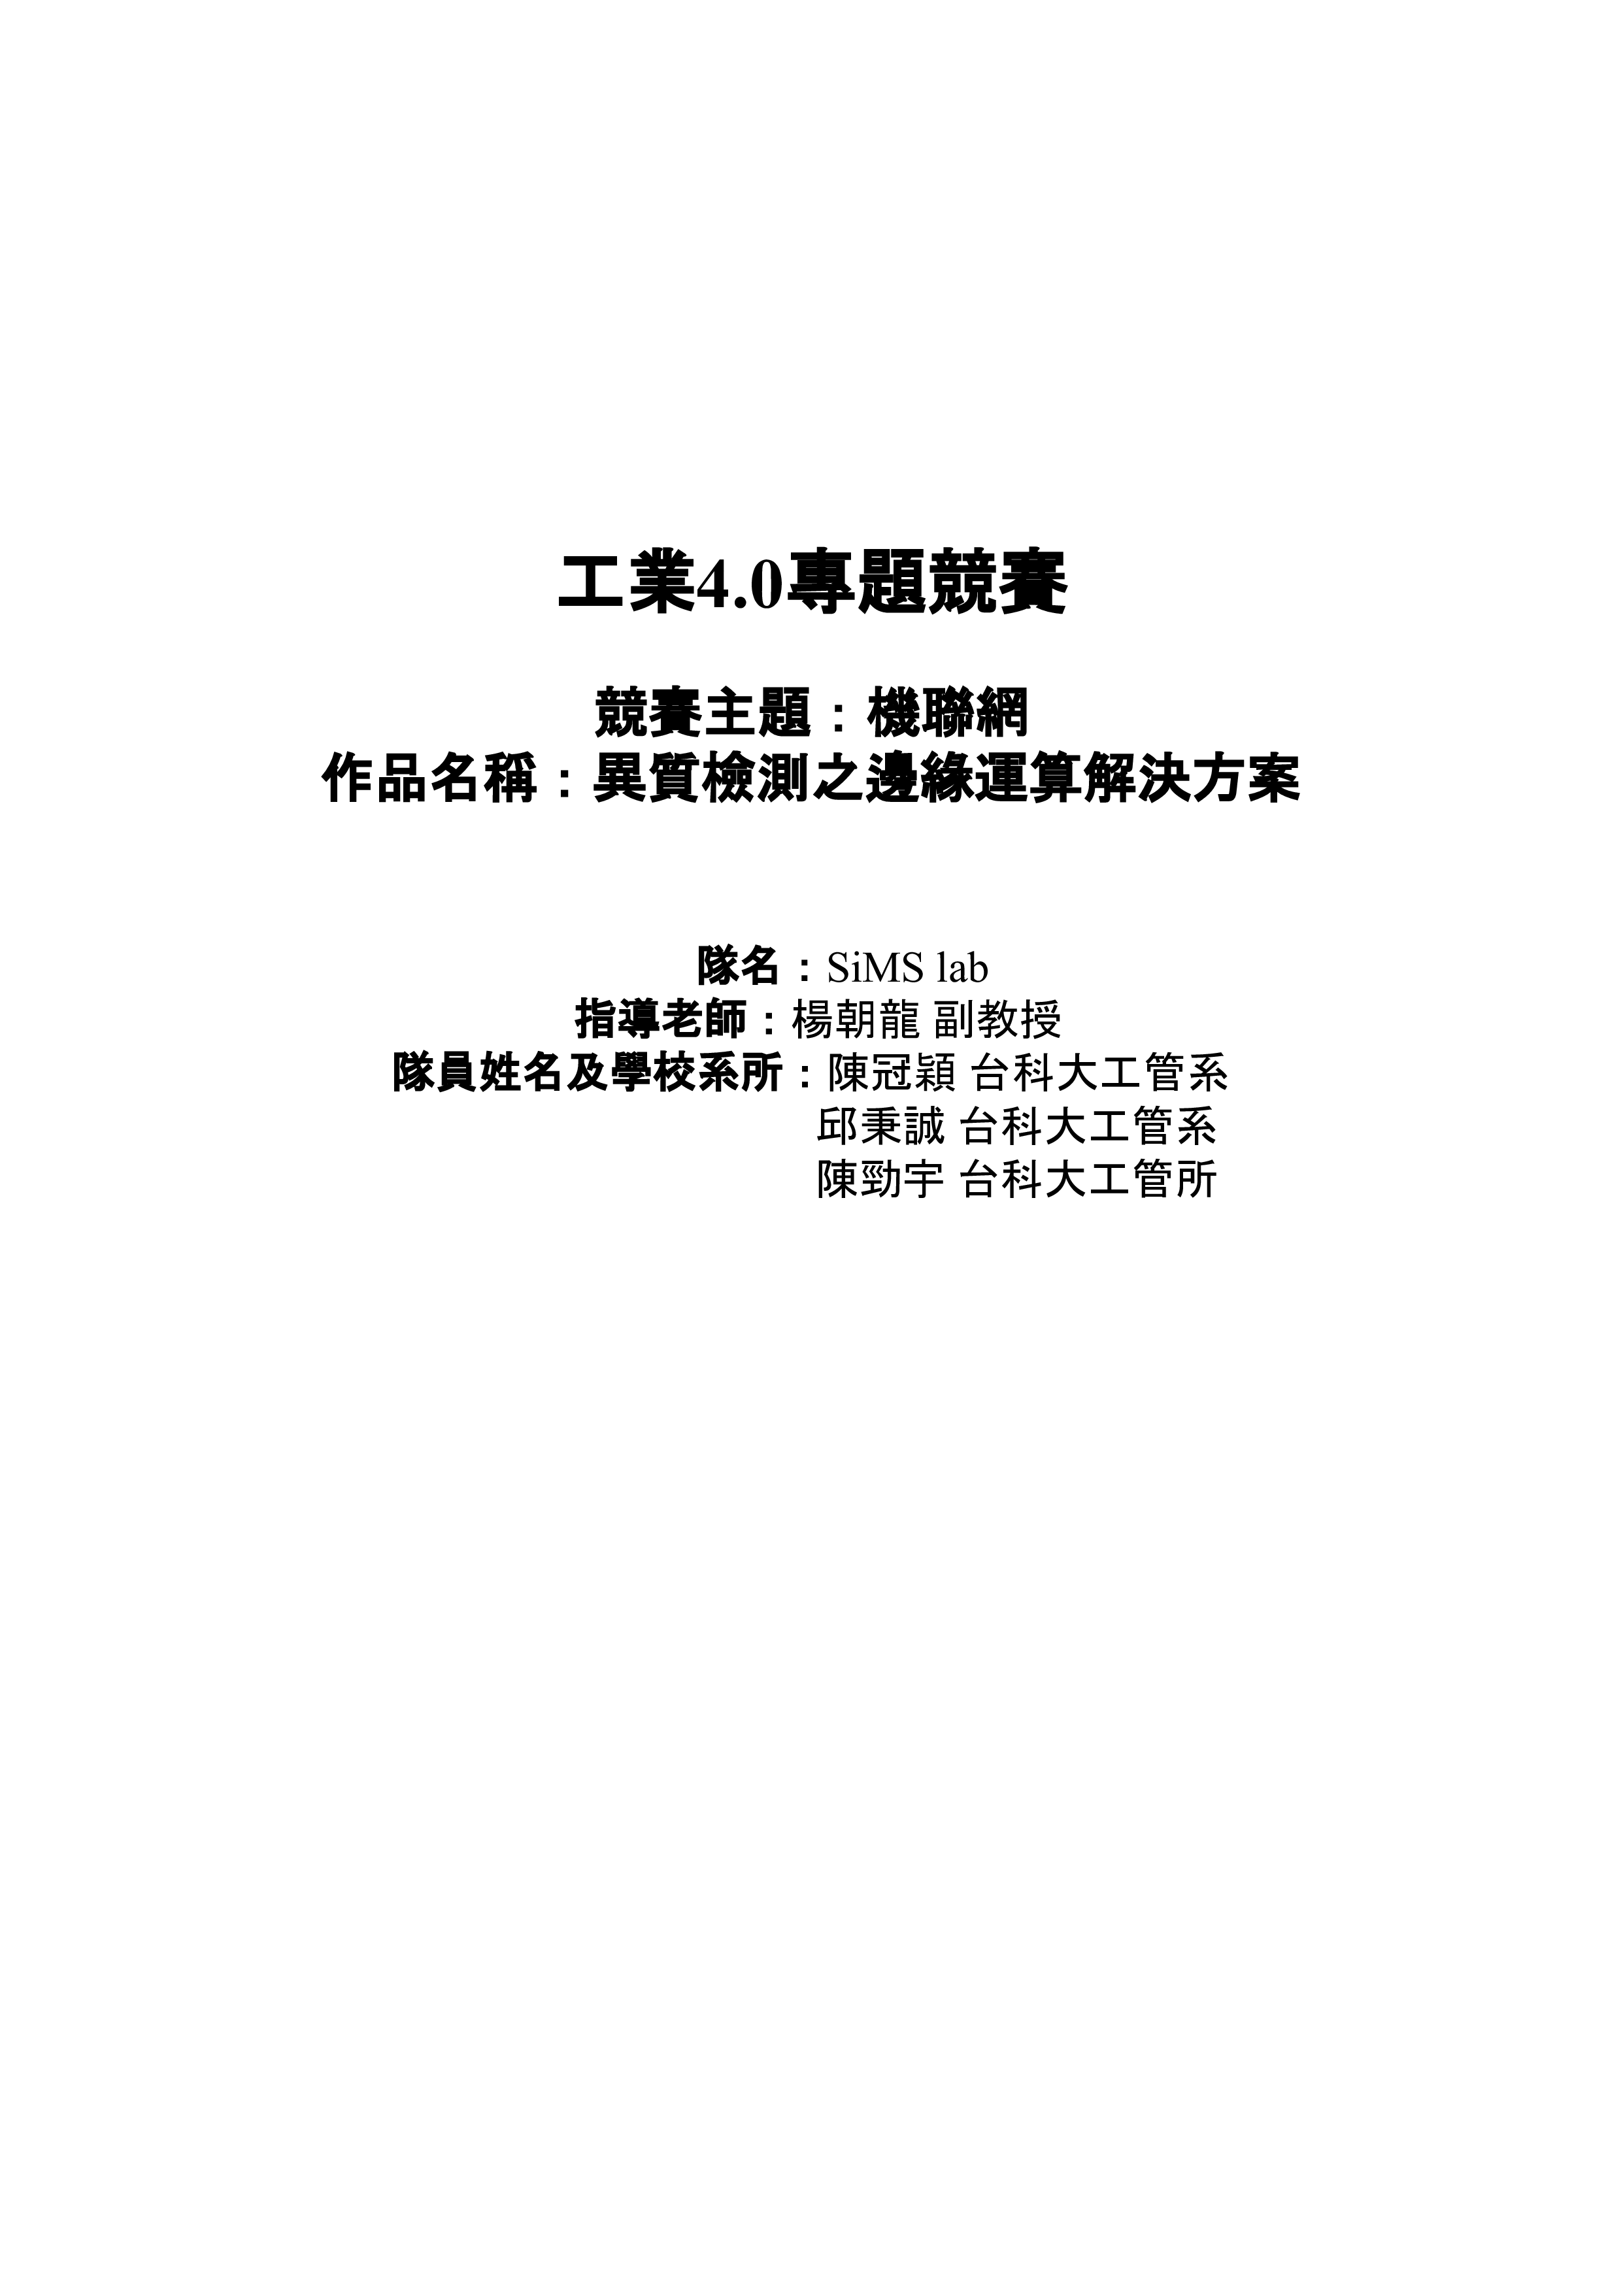 工業4.0專題競賽
競賽主題：機聯網
作品名稱：異質檢測之邊緣運算解決方案
隊名：SiMS lab
指導老師：楊朝龍 副教授
隊員姓名及學校系所：陳冠穎 台科大工管系
邱秉誠 台科大工管系
陳勁宇 台科大工管所